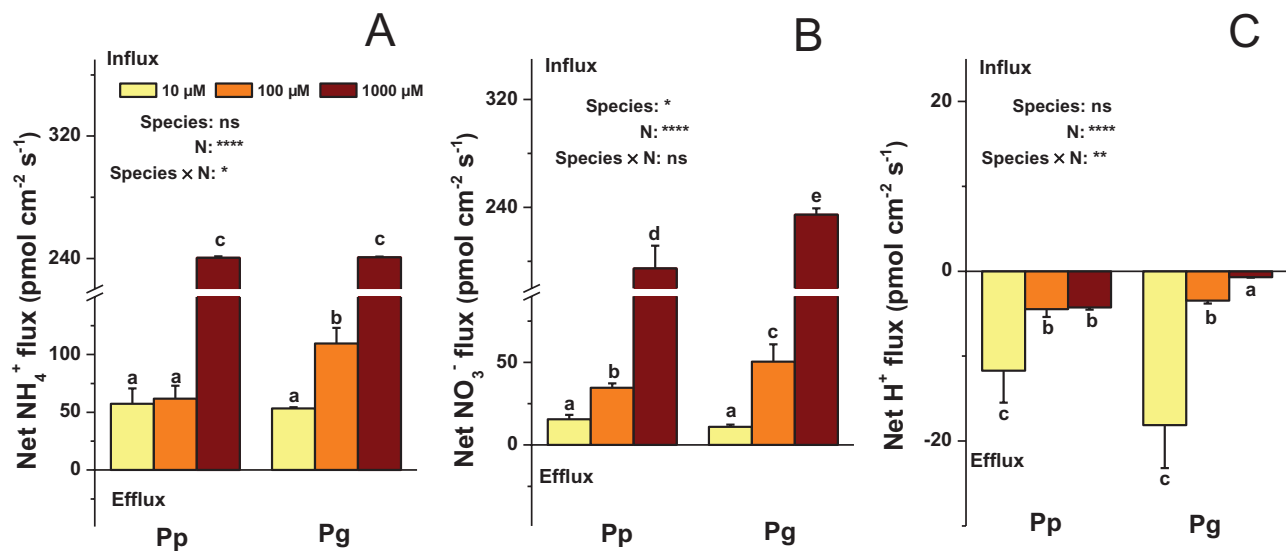 A
Influx
10 µM 100 µM 1000 µM
Species: ns
N: ****
Species × N: *
320
240
100
50
0
Net NH4+ flux (pmol cm-2 s-1)
a a c
a b c
Efflux
Pp Pg
B
Influx
Species: *
N: ****
Species × N: ns
320
240
50
0
Net NO3- flux (pmol cm-2 s-1)
a b d
a c e
Efflux
Pp Pg
C
Influx
Species: ns
N: ****
Species × N: **
20
0
-20
Net H+ flux (pmol cm-2 s-1)
c b b
c b a
Efflux
Pp Pg